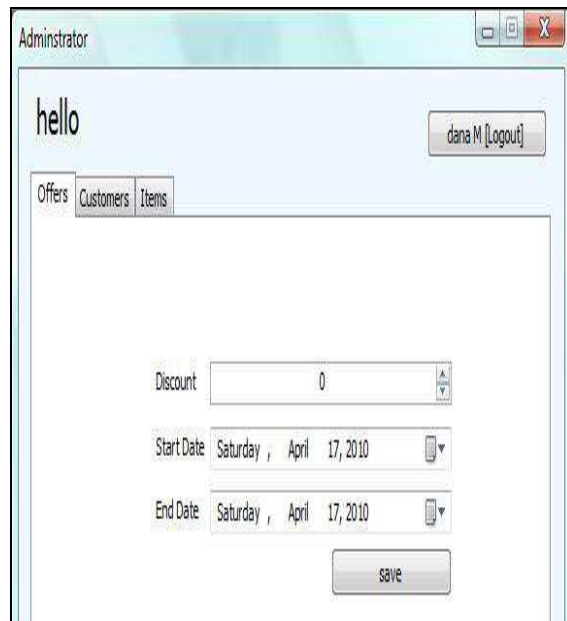 Adminstrator
hello
dana M [Logout]
Offers Customers Items
Discount 0
Start Date Saturday , April 17, 2010
End Date Saturday , April 17, 2010
save